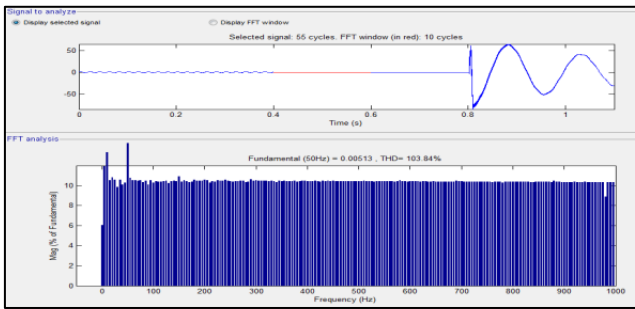 Signal to analyze
Display selected signal Display FFT window
Selected signal: 55 cycles. FFT window (in red): 10 cycles
50
0
-50
0 0.2 0.4 0.6 0.8 1
Time (s)
FFT analysis
Fundamental (50Hz) = 0.00513 , THD= 103.84%
Mag (% of Fundamental)
10
8
6
4
2
0
0 100 200 300 400 500 600 700 800 900 1000
Frequency (Hz)